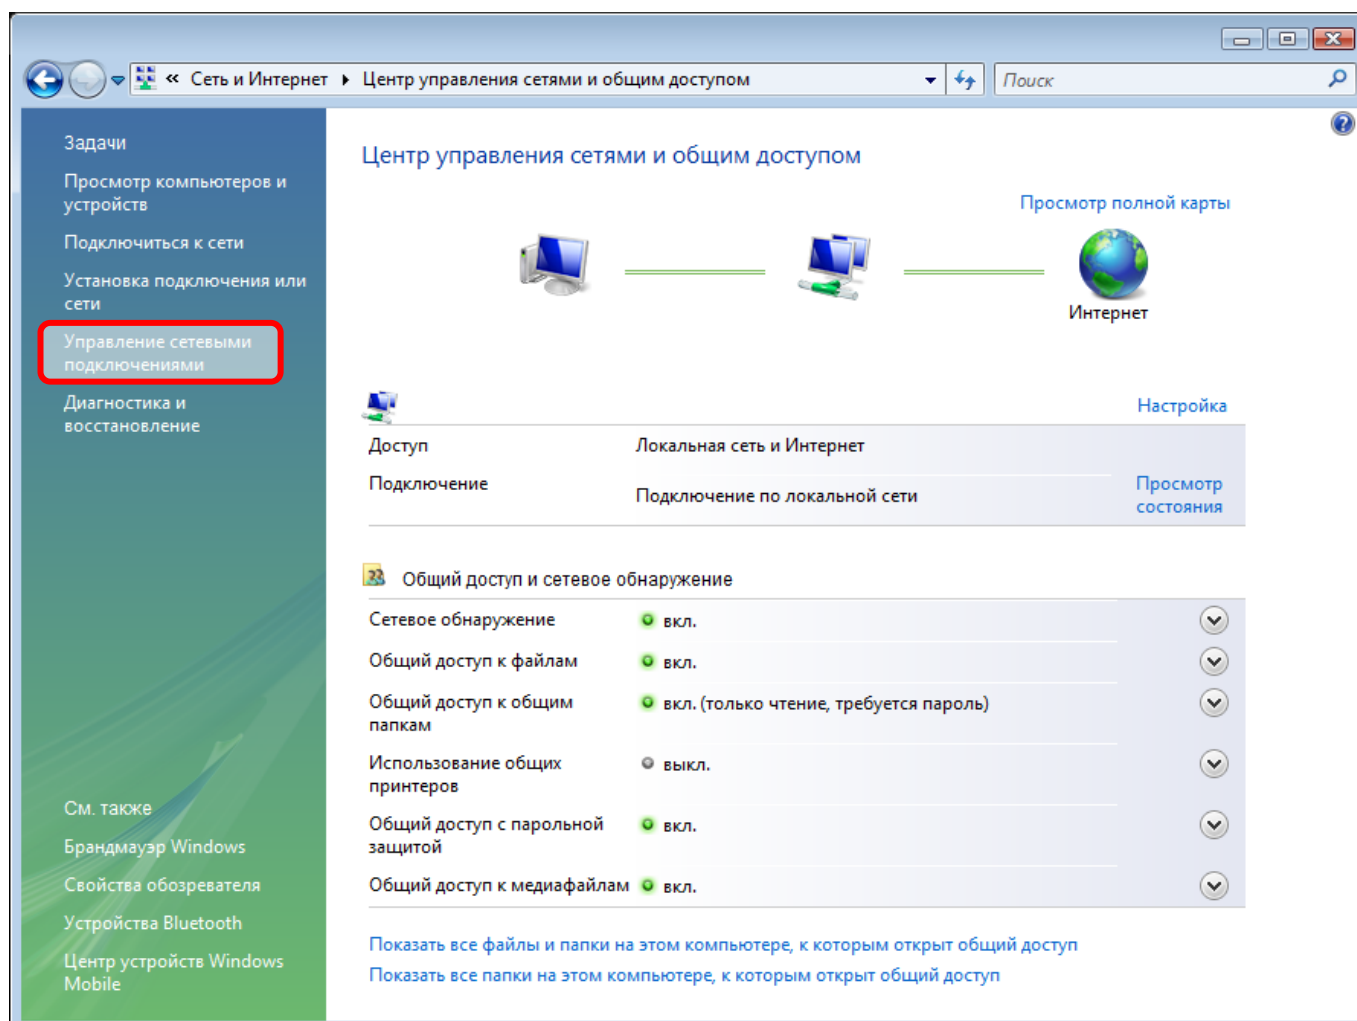 « Сеть и Интернет ▸ Центр управления сетями и общим доступом
Поиск
Задачи
Просмотр компьютеров и
устройств
Подключиться к сети
Установка подключения или
сети
Управление сетевыми
подключениями
Диагностика и
восстановление
См. также
Брандмауэр Windows
Свойства обозревателя
Устройства Bluetooth
Центр устройств Windows
Mobile
Центр управления сетями и общим доступом
Просмотр полной карты
Интернет
Настройка
Доступ Локальная сеть и Интернет
Подключение Подключение по локальной сети Просмотр
состояния
Общий доступ и сетевое обнаружение
Сетевое обнаружение вкл.
Общий доступ к файлам вкл.
Общий доступ к общим вкл. (только чтение, требуется пароль)
папкам
Использование общих выкл.
принтеров
Общий доступ с парольной вкл.
защитой
Общий доступ к медиафайлам вкл.
Показать все файлы и папки на этом компьютере, к которым открыт общий доступ
Показать все папки на этом компьютере, к которым открыт общий доступ